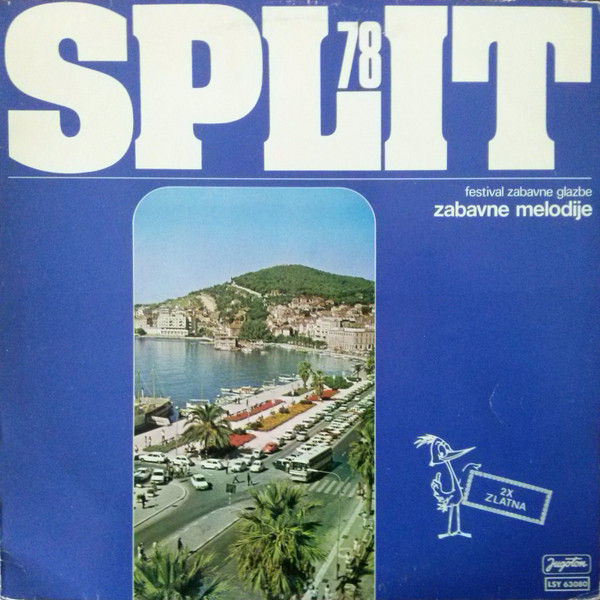 SPLIT
78
festival zabavne glazbe
zabavne melodije
2X
ZLATNA
Jugoton
LSY 63080